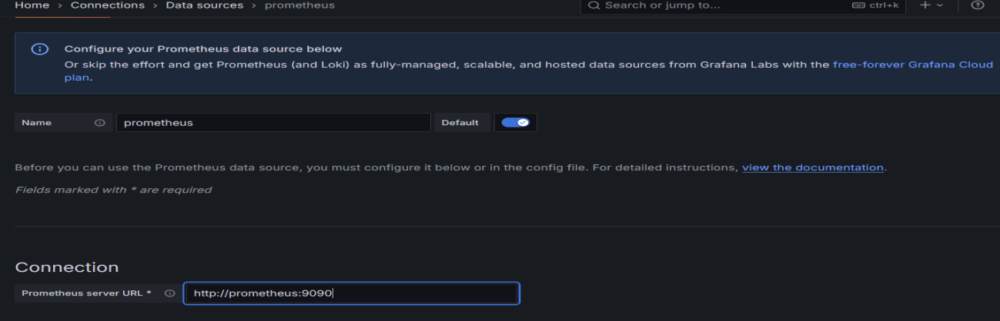 Home > Connections > Data sources > prometheus
Search or jump to... ctrl+k
Configure your Prometheus data source below
Or skip the effort and get Prometheus (and Loki) as fully-managed, scalable, and hosted data sources from Grafana Labs with the free-forever Grafana Cloud
plan.
Name prometheus Default
Before you can use the Prometheus data source, you must configure it below or in the config file. For detailed instructions, view the documentation.
Fields marked with * are required
Connection
Prometheus server URL * http://prometheus:9090